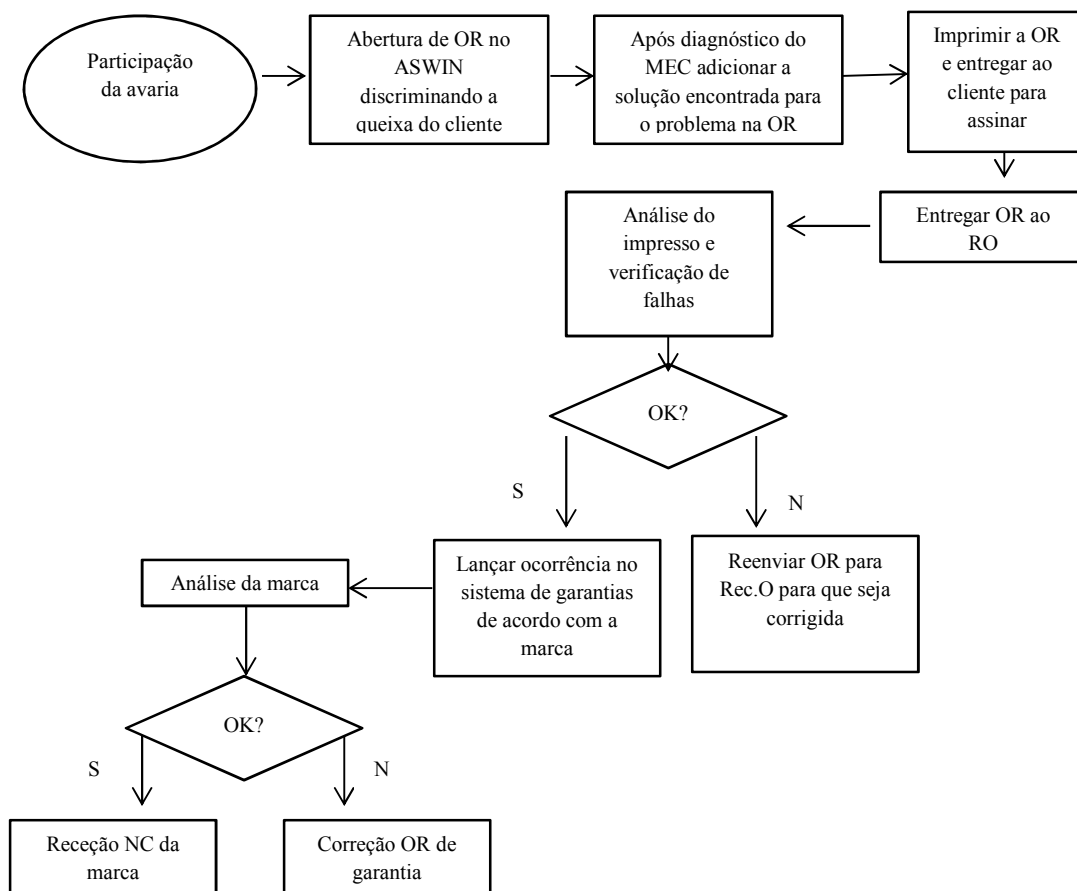 Participação
da avaria
Abertura de OR no
ASWIN
discriminando a
queixa do cliente
Após diagnóstico do
MEC adicionar a
solução encontrada para
o problema na OR
Imprimir a OR
e entregar ao
cliente para
assinar
Entregar OR ao
RO
Análise do
impresso e
verificação de
falhas
OK?
S
N
Reenviar OR para
Rec.O para que seja
corrigida
Lançar ocorrência no
sistema de garantias
de acordo com a
marca
Análise da marca
OK?
S
N
Receção NC da
marca
Correção OR de
garantia